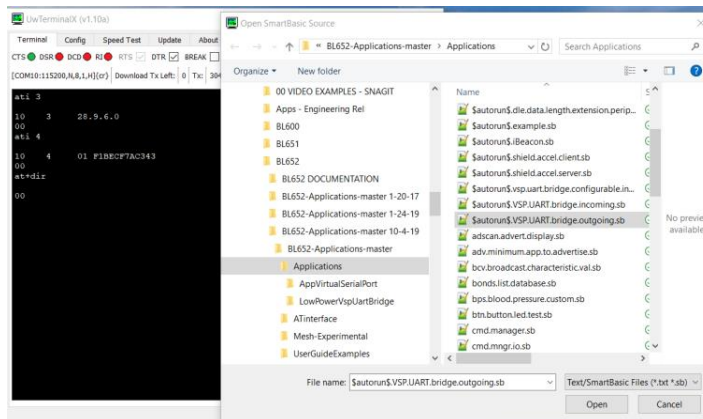 UwTerminalX (v1.10a)
Terminal Config Speed Test Update About
CTS DSR DCD RI RTS DTR BREAK
[COM10:115200,N,8,1,H]{cr} Download Tx Left: 0 Tx: 304
ati 3
10 3 28.9.6.0
00
ati 4
10 4 01 F1BECF7AC343
00
at+dir
00
Open SmartBasic Source
« BL652-Applications-master > Applications
Search Applications
Organize New folder
00 VIDEO EXAMPLES - SNAGIT
Apps - Engineering Rel
BL600
BL651
BL652
BL652 DOCUMENTATION
BL652-Applications-master 1-20-17
BL652-Applications-master 1-24-19
BL652-Applications-master 10-4-19
BL652-Applications-master
Applications
AppVirtualSerialPort
LowPowerVspUartBridge
ATinterface
Mesh-Experimental
UserGuideExamples
Name
$autorun$.dle.data.length.extension.perip...
$autorun$.example.sb
$autorun$.iBeacon.sb
$autorun$.shield.accel.client.sb
$autorun$.shield.accel.server.sb
$autorun$.vsp.uart.bridge.configurable.in...
$autorun$.VSP.UART.bridge.incoming.sb
$autorun$.VSP.UART.bridge.outgoing.sb
adscan.advert.display.sb
adv.minimum.app.to.advertise.sb
bcv.broadcast.characteristic.val.sb
bonds.list.database.sb
bps.blood.pressure.custom.sb
btn.button.led.test.sb
cmd.manager.sb
cmd.mngr.io.sb
No previe
available
File name: $autorun$.VSP.UART.bridge.outgoing.sb
Text/SmartBasic Files (*.txt *.sb)
Open Cancel